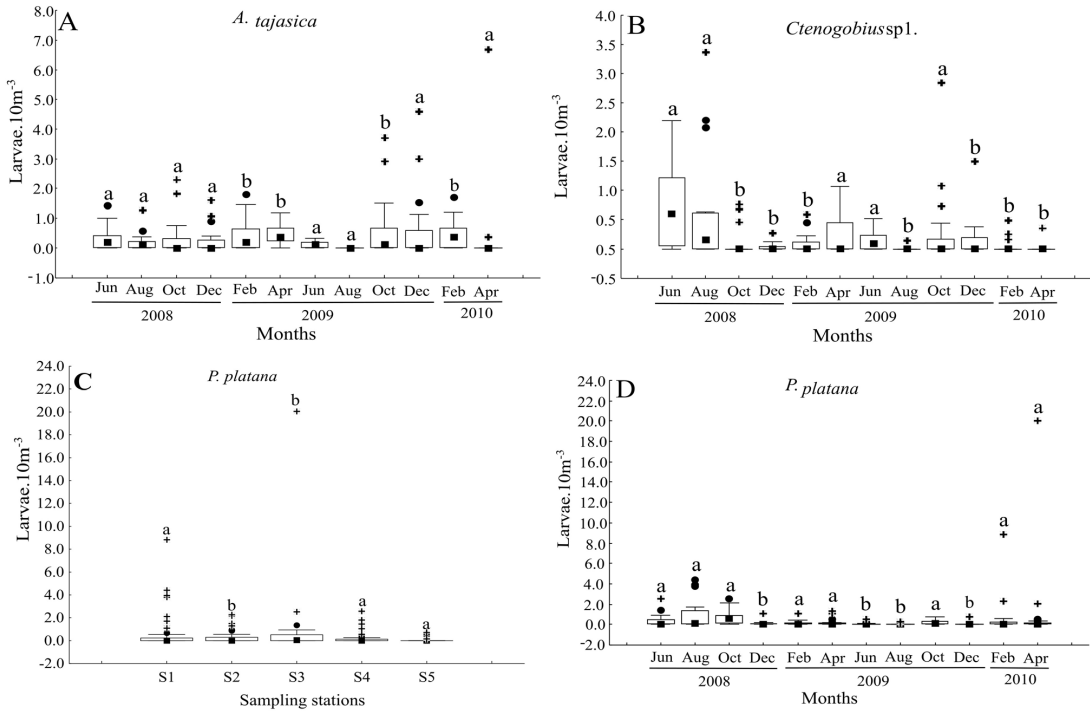 A
A. tajasica
8.0
7.0
6.0
5.0
4.0
3.0
2.0
1.0
0.0
-1.0
Larvae.10m-3
a a a a b b a a b a b a
Jun Aug Oct Dec Feb Apr Jun Aug Oct Dec Feb Apr
2008 2009 2010
Months
B
Ctenogobiussp1.
4.0
3.5
3.0
2.5
2.0
1.5
1.0
0.5
0.5
-0.5
Larvae.10m-3
a a b b b a a b a b b b
Jun Aug Oct Dec Feb Apr Jun Aug Oct Dec Feb Apr
2008 2009 2010
Months
C
P. platana
24.0
22.0
20.0
18.0
16.0
14.0
12.0
10.0
8.0
6.0
4.0
2.0
0.0
-2.0
Larvae.10m-3
a b b a a
S1 S2 S3 S4 S5
Sampling stations
D
P. platana
24.0
22.0
20.0
18.0
16.0
14.0
12.0
10.0
8.0
6.0
4.0
2.0
0.0
2.0
Larvae.10m-3
a a a b a a b b a b a a
Jun Aug Oct Dec Feb Apr Jun Aug Oct Dec Feb Apr
2008 2009 2010
Months